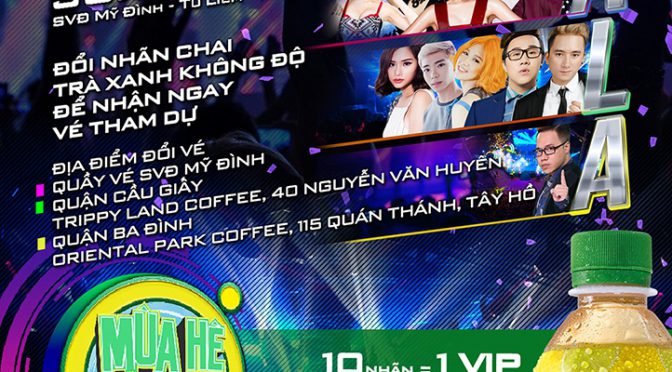 SVĐ MỸ ĐÌNH - TỪ LIÊM
ĐỔI NHÃN CHAI
TRÀ XANH KHÔNG ĐỘ
ĐỂ NHẬN NGAY
VÉ THAM DỰ
ĐỊA ĐIỂM ĐỔI VÉ
QUẦY VÉ SVĐ MỸ ĐÌNH
QUẬN CẦU GIẤY
TRIPPY LAND COFFEE, 40 NGUYỄN VĂN HUYÊN
QUẬN BA ĐÌNH
ORIENTAL PARK COFFEE, 115 QUÁN THÁNH, TÂY HỒ
ALA
MÙA HÈ
10 NHÃN = 1 VIP